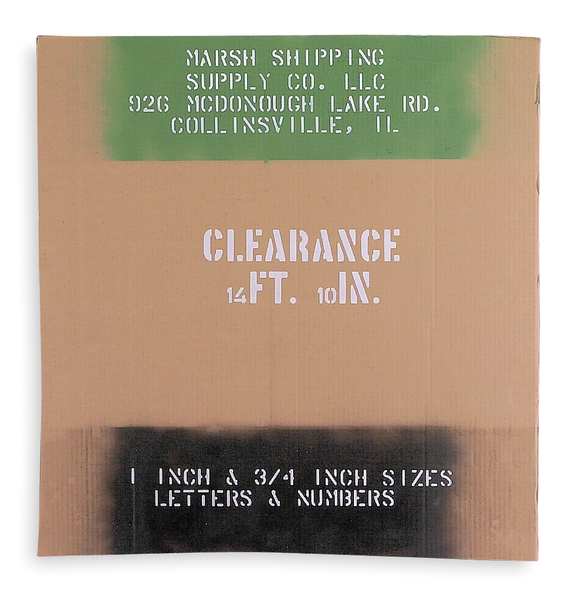 MARSH SHIPPING
SUPPLY CO. LLC
926 MCDONOUGH LAKE RD.
COLLINSVILLE, IL
CLEARANCE
14FT. 10IN.
1 INCH & 3/4 INCH SIZES
LETTERS & NUMBERS